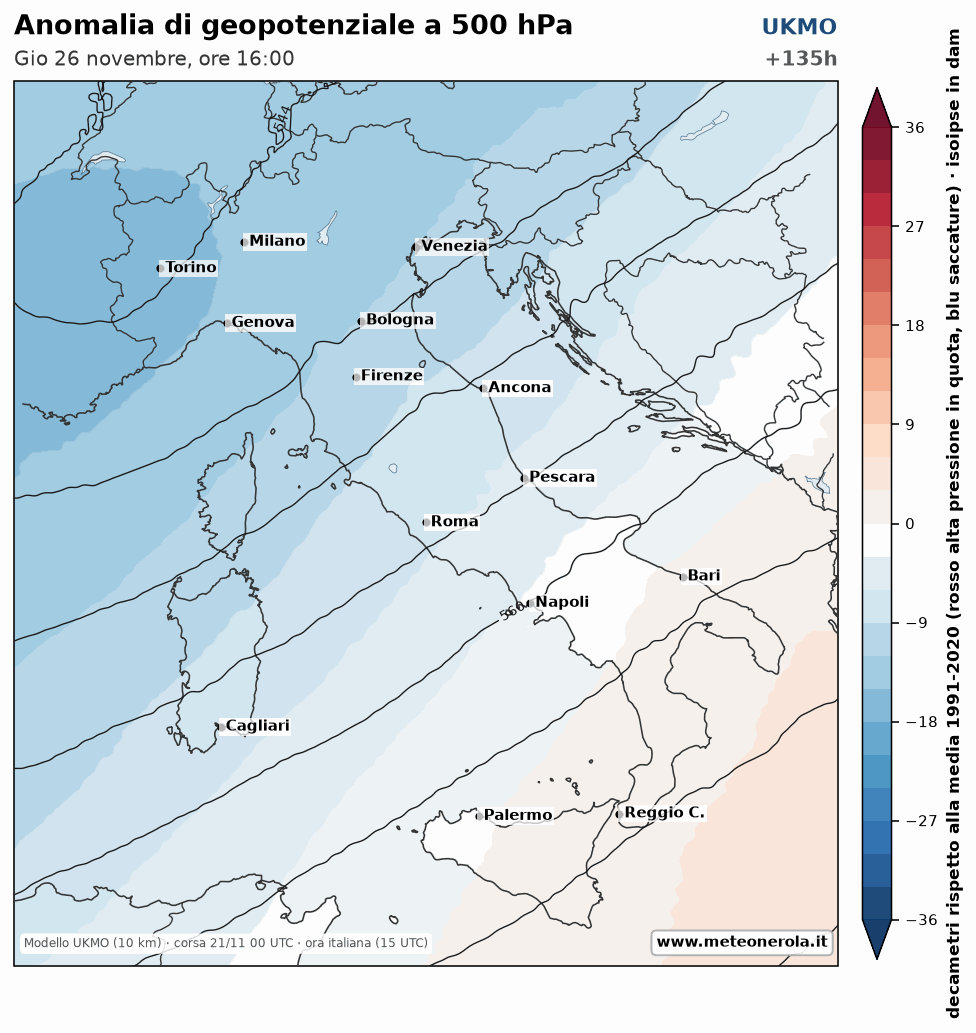 Anomalia di geopotenziale a 500 hPa
UKMO
Gio 26 novembre, ore 16:00
+135h
544
Milano
Venezia
Torino
Genova
Bologna
Firenze
Ancona
Pescara
Roma
Bari
Napoli
Cagliari
Palermo
Reggio C.
Modello UKMO (10 km) · corsa 21/11 00 UTC · ora italiana (15 UTC)
www.meteonerola.it
36
27
18
9
0
−9
−18
−27
−36
decametri rispetto alla media 1991-2020 (rosso alta pressione in quota, blu saccature) · isoipse in dam